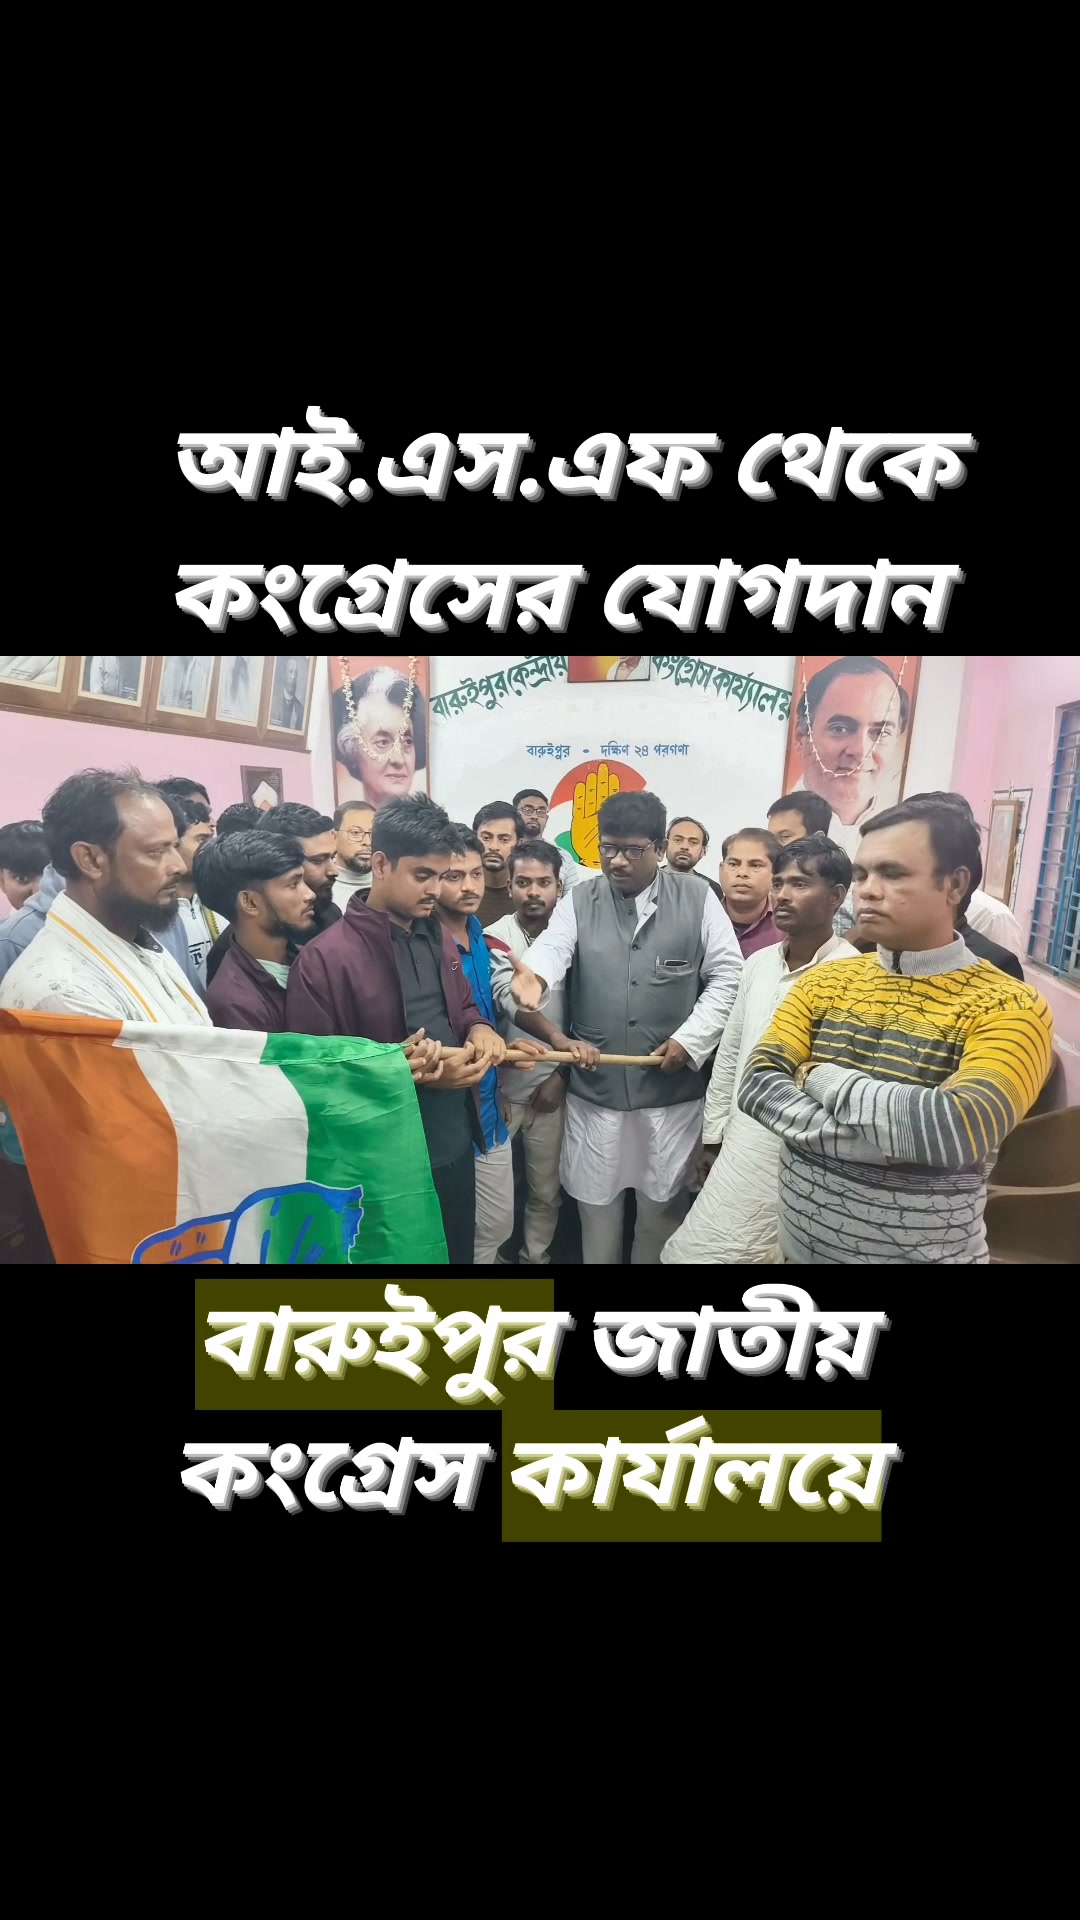 আই.এস.এফ থেকে
কংগ্রেসের যোগদান
বারুইপুর কেন্দ্রীয় কংগ্রেস কার্য্যালয়
বারুইপুর • দক্ষিণ ২৪ পরগণা
বারুইপুর জাতীয়
কংগ্রেস কার্যালয়ে